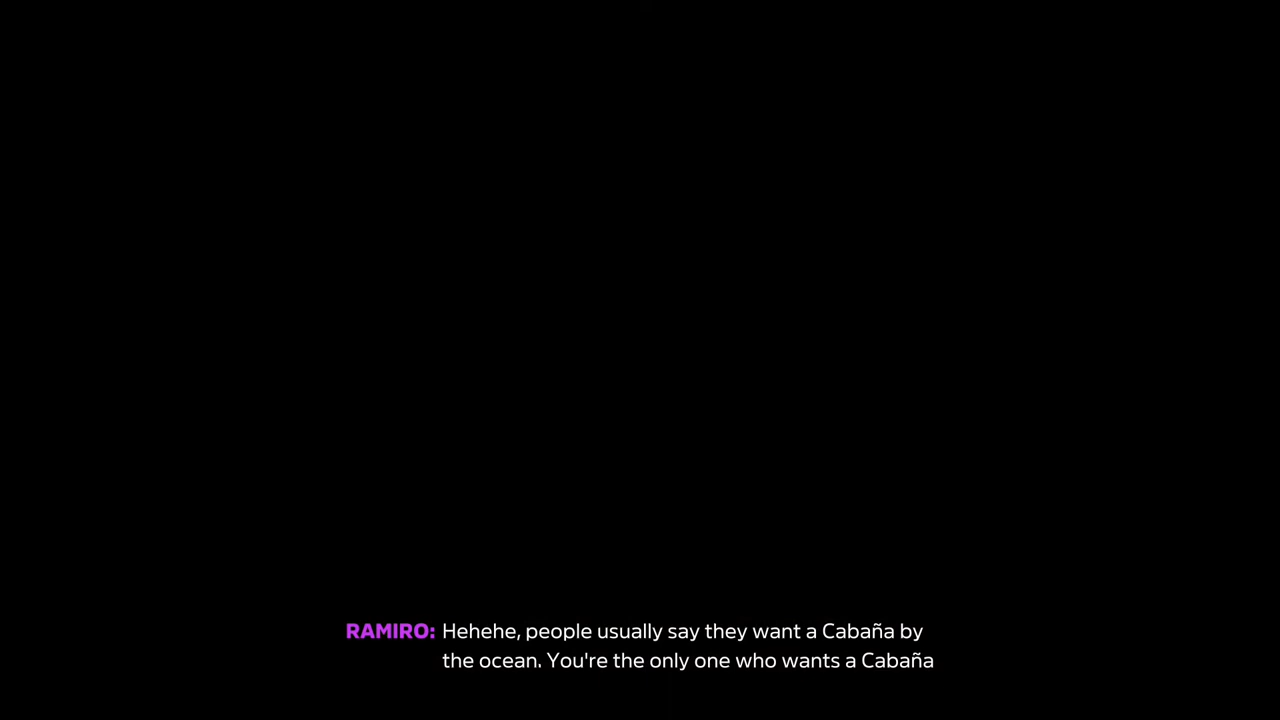 RAMIRO: Hehehe, people usually say they want a Cabaña by
the ocean. You're the only one who wants a Cabaña